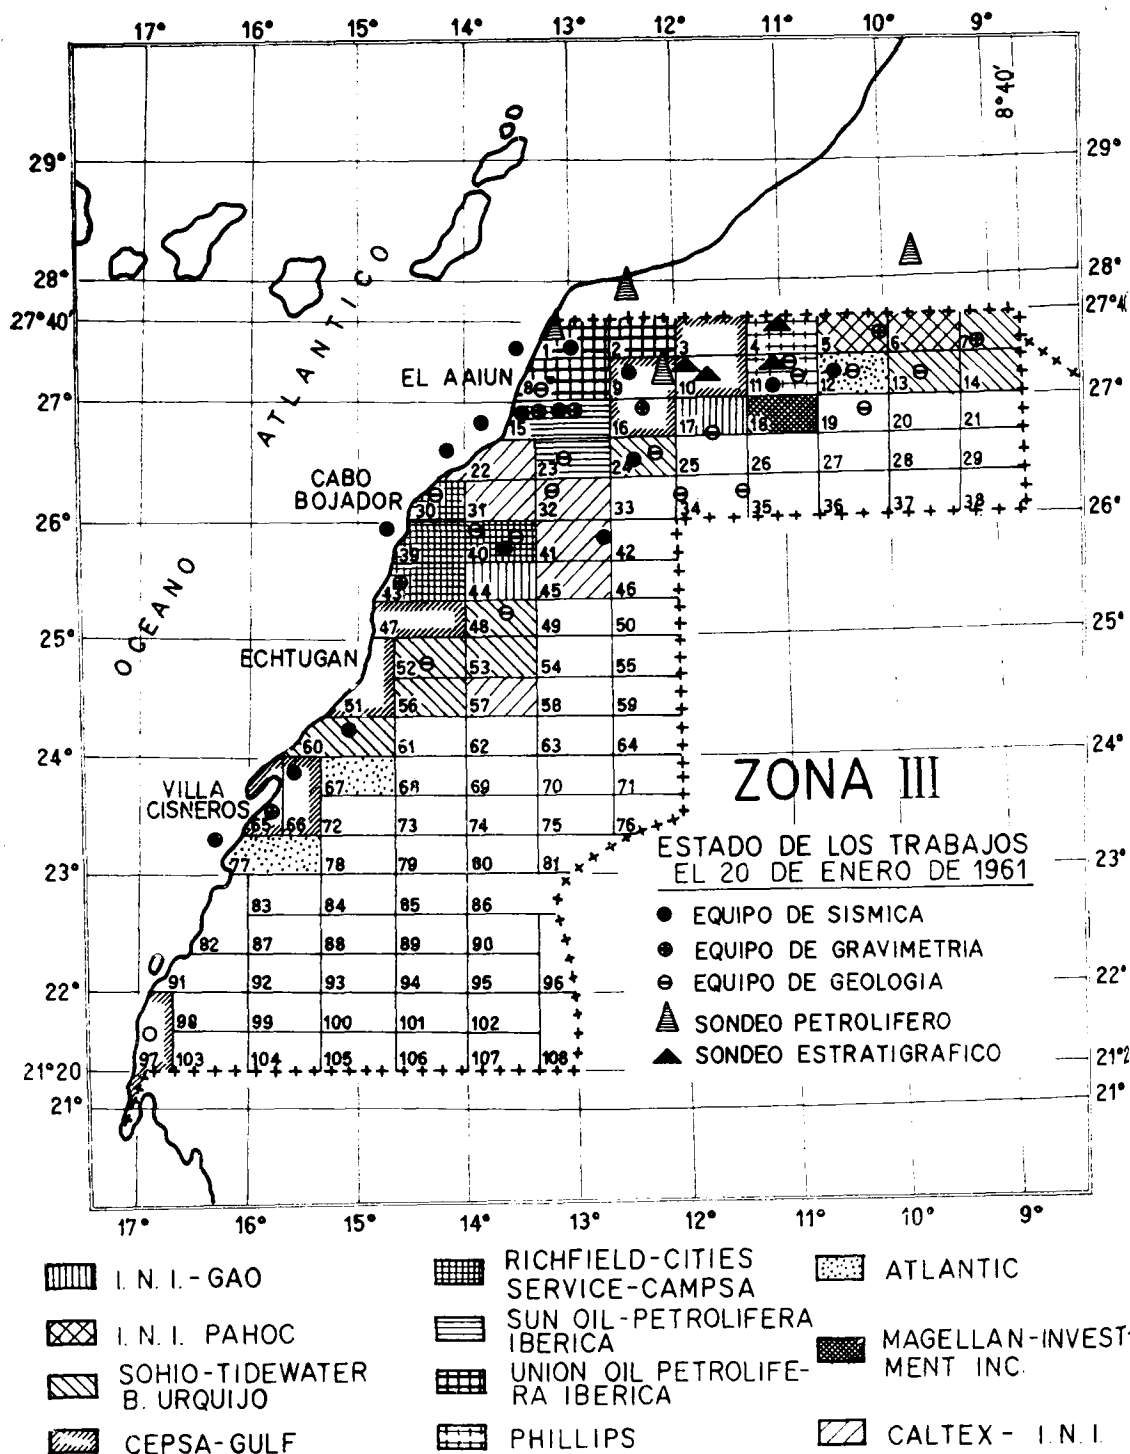 17° 16° 15° 14° 13° 12° 11° 10° 9°
8°40'
29° 29°
28° 28°
27°40' 27°4
27° 27°
26° 26°
25° 25°
24° 24°
23° 23°
22° 22°
21°20 21°2
21° 21°
OCEANO ATLANTICO
EL AAIUN
CABO
BOJADOR
ECHTUGAN
VILLA
CISNEROS
1 2 3 4 5 6 7
8 9 10 11 12 13 14
15 16 17 18 19 20 21
22 23 24 25 26 27 28 29
30 31 32 33 34 35 36 37 38
39 40 41 42
43 44 45 46
47 48 49 50
52 53 54 55
51 56 57 58 59
60 61 62 63 64
67 68 69 70 71
65 66 72 73 74 75 76
77 78 79 80 81
83 84 85 86
82 87 88 89 90
91 92 93 94 95 96
98 99 100 101 102
97 103 104 105 106 107 108
ZONA III
ESTADO DE LOS TRABAJOS
EL 20 DE ENERO DE 1961
EQUIPO DE SISMICA
EQUIPO DE GRAVIMETRIA
EQUIPO DE GEOLOGIA
SONDEO PETROLIFERO
SONDEO ESTRATIGRAFICO
17° 16° 15° 14° 13° 12° 11° 10° 9°
I. N. I.-GAO
I. N. I. PAHOC
SOHIO-TIDEWATER
B. URQUIJO
CEPSA-GULF
RICHFIELD-CITIES
SERVICE-CAMPSA
SUN OIL-PETROLIFERA
IBERICA
UNION OIL PETROLIFE-
RA IBERICA
PHILLIPS
ATLANTIC
MAGELLAN-INVEST-
MENT INC.
CALTEX - I.N.I.